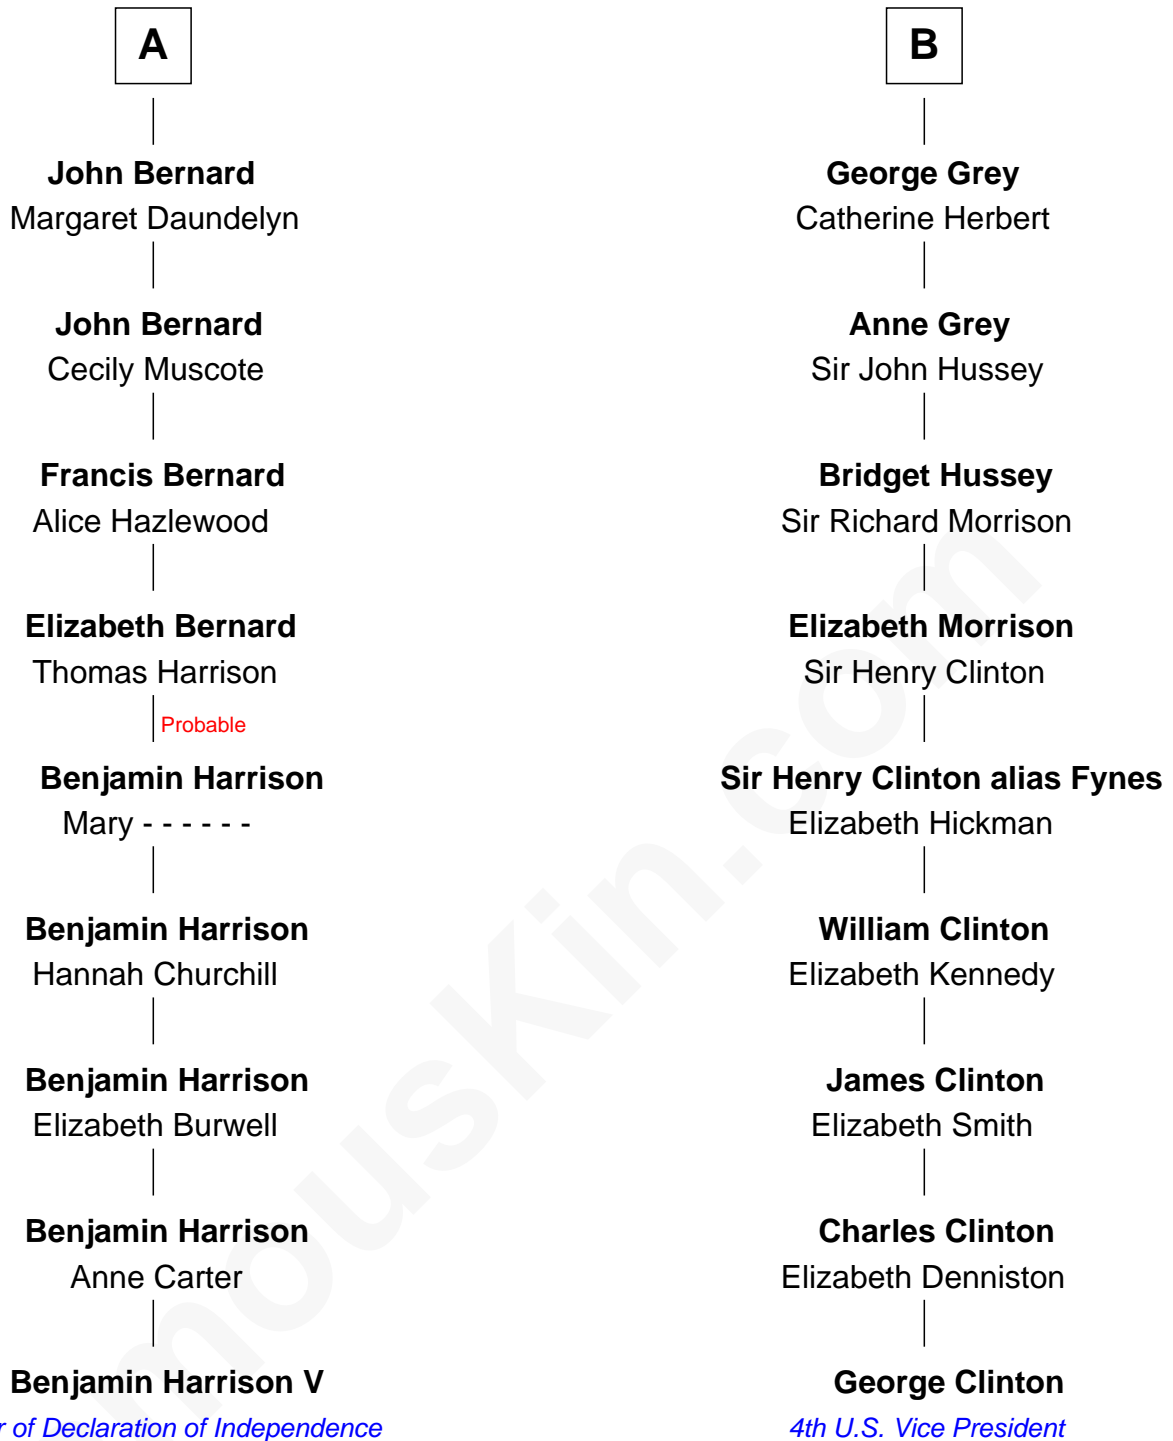 A
John Bernard
Margaret Daundelyn
John Bernard
Cecily Muscote
Francis Bernard
Alice Hazlewood
Elizabeth Bernard
Thomas Harrison
Probable
Benjamin Harrison
Mary - - - - - -
Benjamin Harrison
Hannah Churchill
Benjamin Harrison
Elizabeth Burwell
Benjamin Harrison
Anne Carter
Benjamin Harrison V
r of Declaration of Independence
B
George Grey
Catherine Herbert
Anne Grey
Sir John Hussey
Bridget Hussey
Sir Richard Morrison
Elizabeth Morrison
Sir Henry Clinton
Sir Henry Clinton alias Fynes
Elizabeth Hickman
William Clinton
Elizabeth Kennedy
James Clinton
Elizabeth Smith
Charles Clinton
Elizabeth Denniston
George Clinton
4th U.S. Vice President
mousKin.com